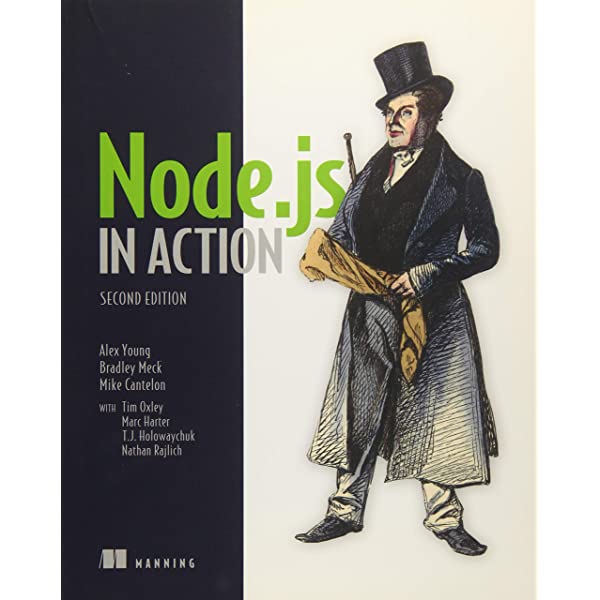 Node.js
IN ACTION
SECOND EDITION
Alex Young
Bradley Meck
Mike Cantelon
WITH Tim Oxley
Marc Harter
T.J. Holowaychuk
Nathan Rajlich
MANNING